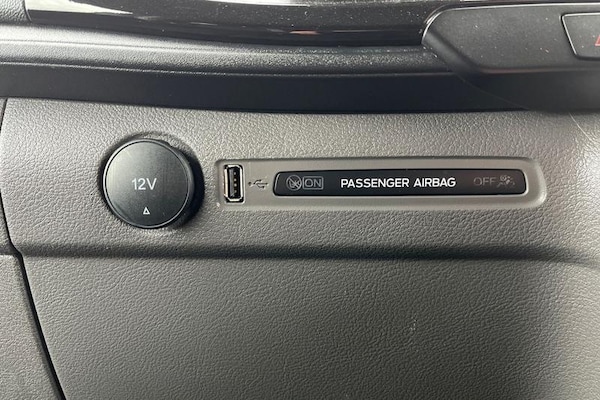 12V
ON PASSENGER AIRBAG OFF